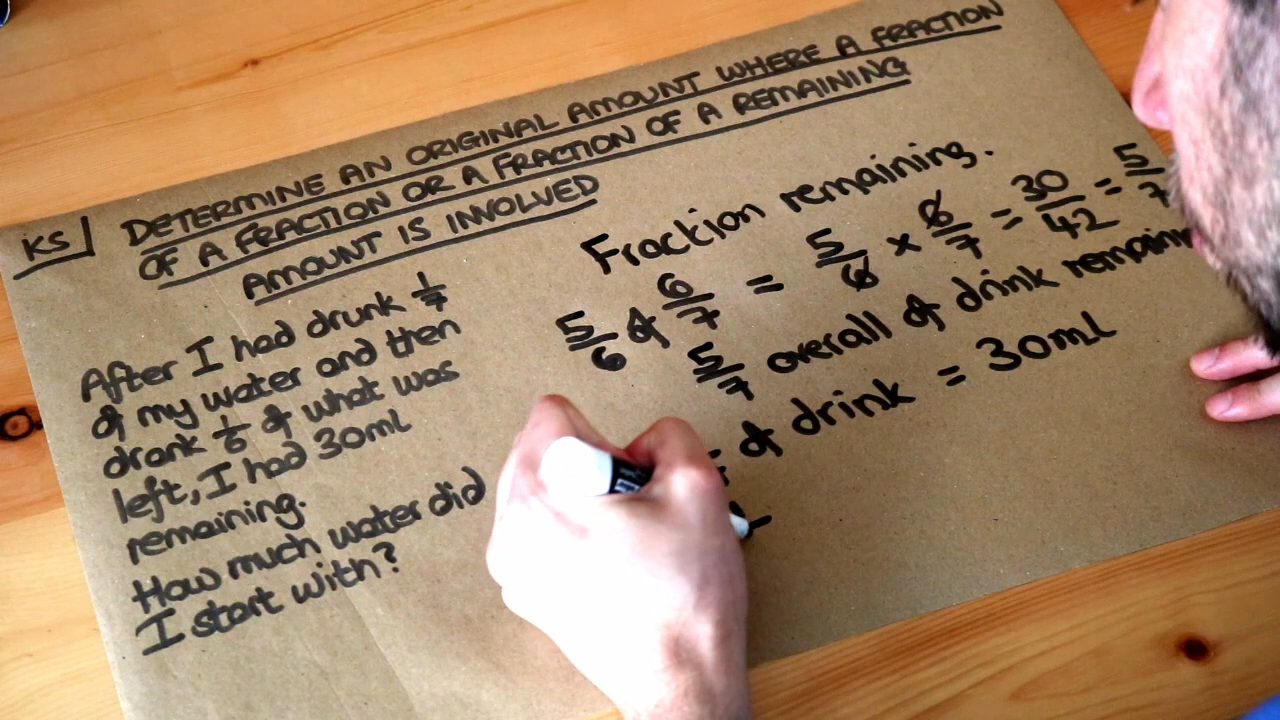 KS
DETERMINE AN ORIGINAL AMOUNT WHERE A FRACTION
OF A FRACTION OR A FRACTION OF A REMAINING
AMOUNT IS INVOLVED
After I had drunk 1/7
of my water and then
drank 1/6 of what was
left, I had 30ml
remaining.
How much water did
I start with?
Fraction remaining.
5/6 of 6/7 = 5/6 × 6/7 = 30/42 = 5/7
5/7 overall of drink remaining
of drink = 30ml